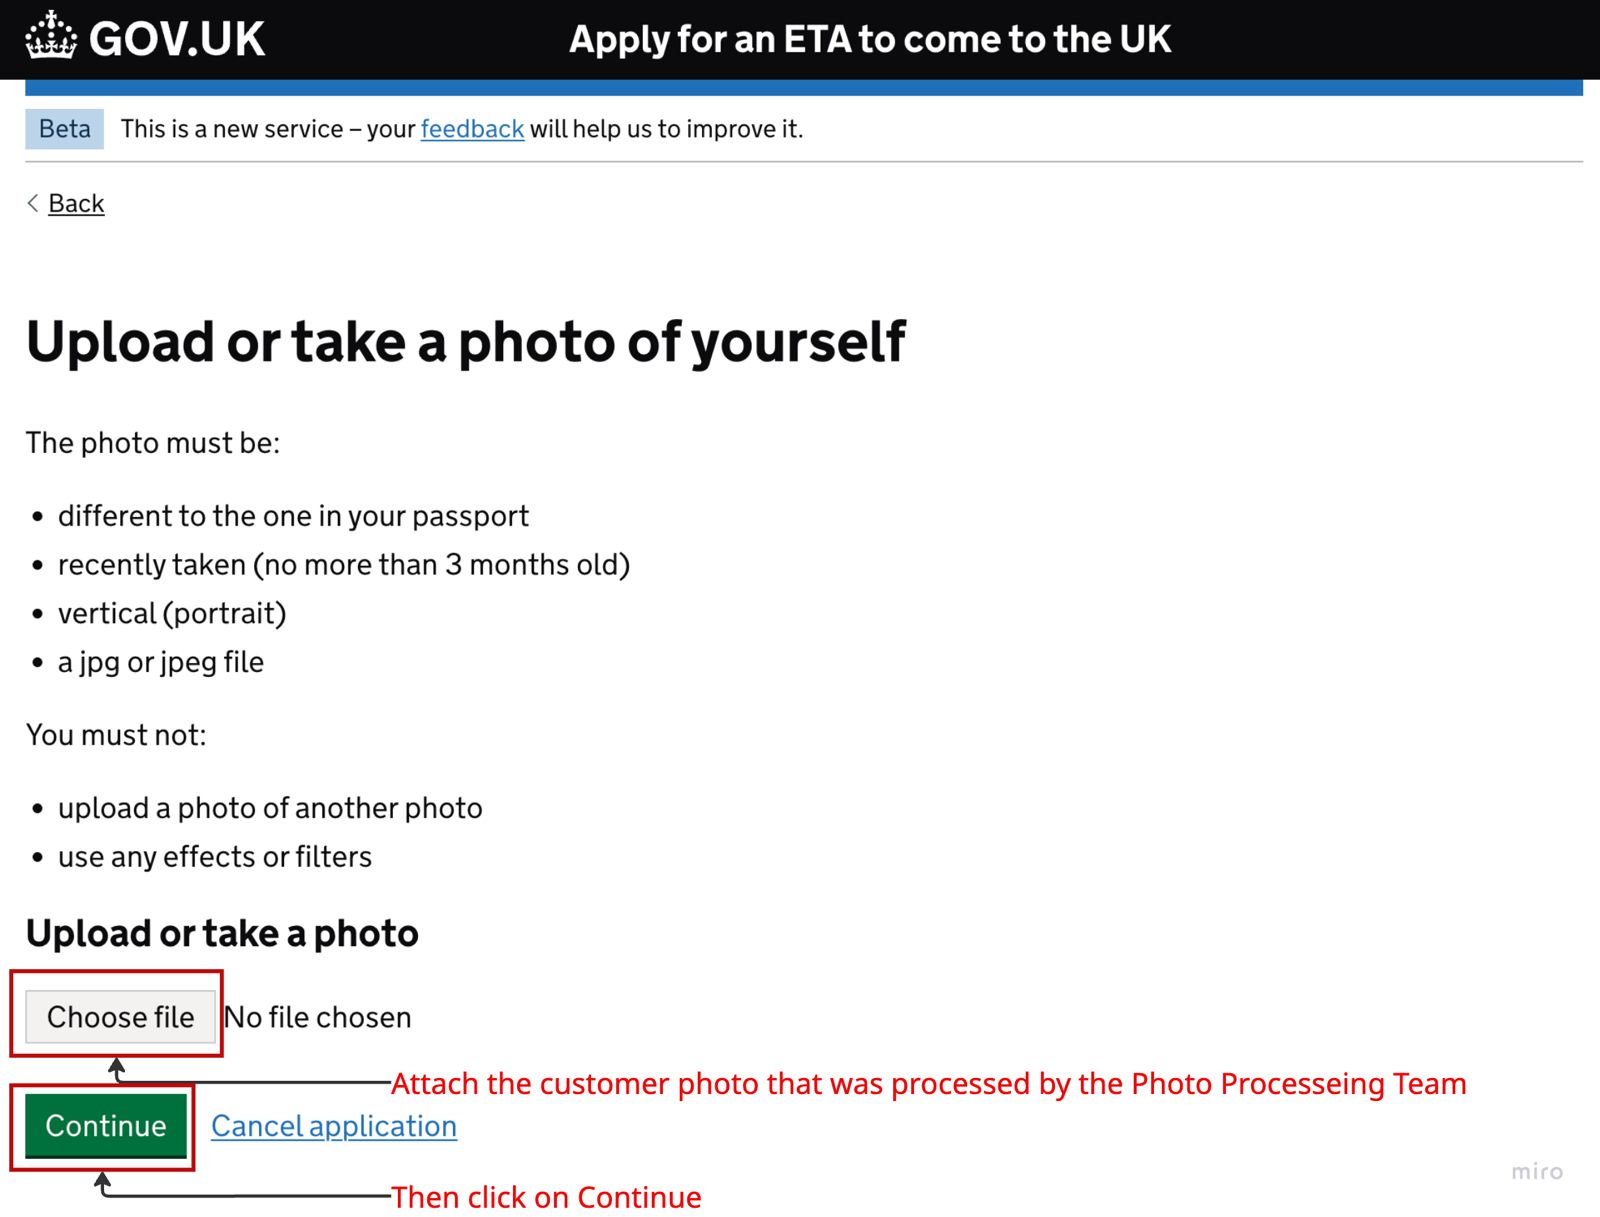 GOV.UK
Apply for an ETA to come to the UK
Beta This is a new service – your feedback will help us to improve it.
Back
Upload or take a photo of yourself
The photo must be:
• different to the one in your passport
• recently taken (no more than 3 months old)
• vertical (portrait)
• a jpg or jpeg file
You must not:
• upload a photo of another photo
• use any effects or filters
Upload or take a photo
Choose file No file chosen
Attach the customer photo that was processed by the Photo Processeing Team
Continue Cancel application
Then click on Continue
miro